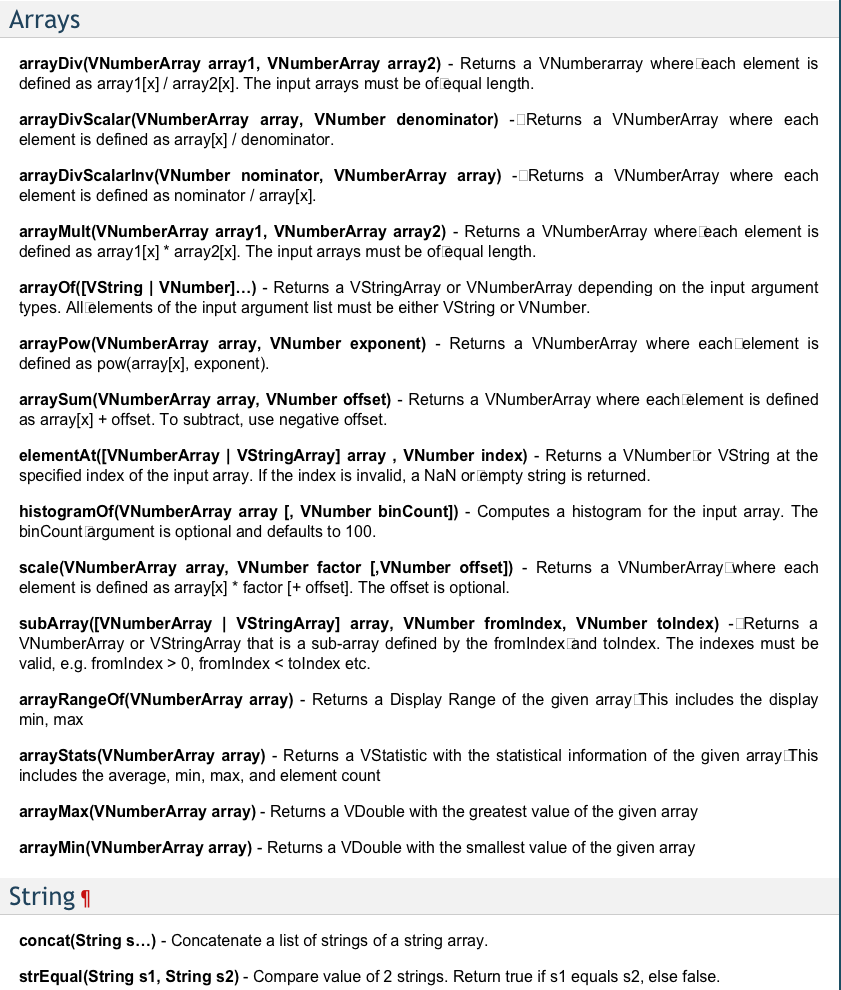 Arrays
arrayDiv(VNumberArray array1, VNumberArray array2) - Returns a VNumberarray where each element is
defined as array1[x] / array2[x]. The input arrays must be of equal length.
arrayDivScalar(VNumberArray array, VNumber denominator) - Returns a VNumberArray where each
element is defined as array[x] / denominator.
arrayDivScalarInv(VNumber nominator, VNumberArray array) - Returns a VNumberArray where each
element is defined as nominator / array[x].
arrayMult(VNumberArray array1, VNumberArray array2) - Returns a VNumberArray where each element is
defined as array1[x] * array2[x]. The input arrays must be of equal length.
arrayOf([VString | VNumber]…) - Returns a VStringArray or VNumberArray depending on the input argument
types. All elements of the input argument list must be either VString or VNumber.
arrayPow(VNumberArray array, VNumber exponent) - Returns a VNumberArray where each element is
defined as pow(array[x], exponent).
arraySum(VNumberArray array, VNumber offset) - Returns a VNumberArray where each element is defined
as array[x] + offset. To subtract, use negative offset.
elementAt([VNumberArray | VStringArray] array , VNumber index) - Returns a VNumber or VString at the
specified index of the input array. If the index is invalid, a NaN or empty string is returned.
histogramOf(VNumberArray array [, VNumber binCount]) - Computes a histogram for the input array. The
binCount argument is optional and defaults to 100.
scale(VNumberArray array, VNumber factor [,VNumber offset]) - Returns a VNumberArray where each
element is defined as array[x] * factor [+ offset]. The offset is optional.
subArray([VNumberArray | VStringArray] array, VNumber fromIndex, VNumber toIndex) - Returns a
VNumberArray or VStringArray that is a sub-array defined by the fromIndex and toIndex. The indexes must be
valid, e.g. fromIndex > 0, fromIndex < toIndex etc.
arrayRangeOf(VNumberArray array) - Returns a Display Range of the given array This includes the display
min, max
arrayStats(VNumberArray array) - Returns a VStatistic with the statistical information of the given array This
includes the average, min, max, and element count
arrayMax(VNumberArray array) - Returns a VDouble with the greatest value of the given array
arrayMin(VNumberArray array) - Returns a VDouble with the smallest value of the given array
String ¶
concat(String s…) - Concatenate a list of strings of a string array.
strEqual(String s1, String s2) - Compare value of 2 strings. Return true if s1 equals s2, else false.